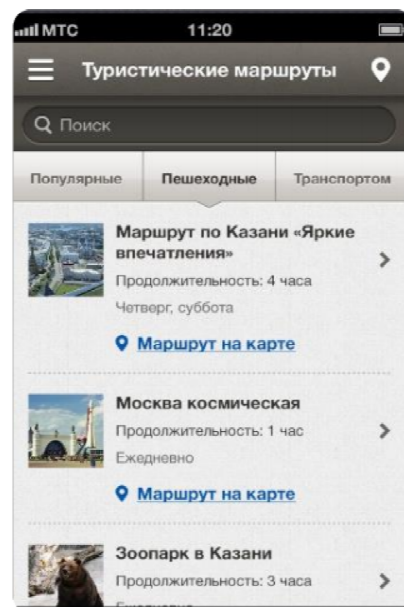 МТС 11:20
Туристические маршруты
Поиск
Популярные Пешеходные Транспортом
Маршрут по Казани «Яркие
впечатления»
Продолжительность: 4 часа
Четверг, суббота
Маршрут на карте
Москва космическая
Продолжительность: 1 час
Ежедневно
Маршрут на карте
Зоопарк в Казани
Продолжительность: 3 часа